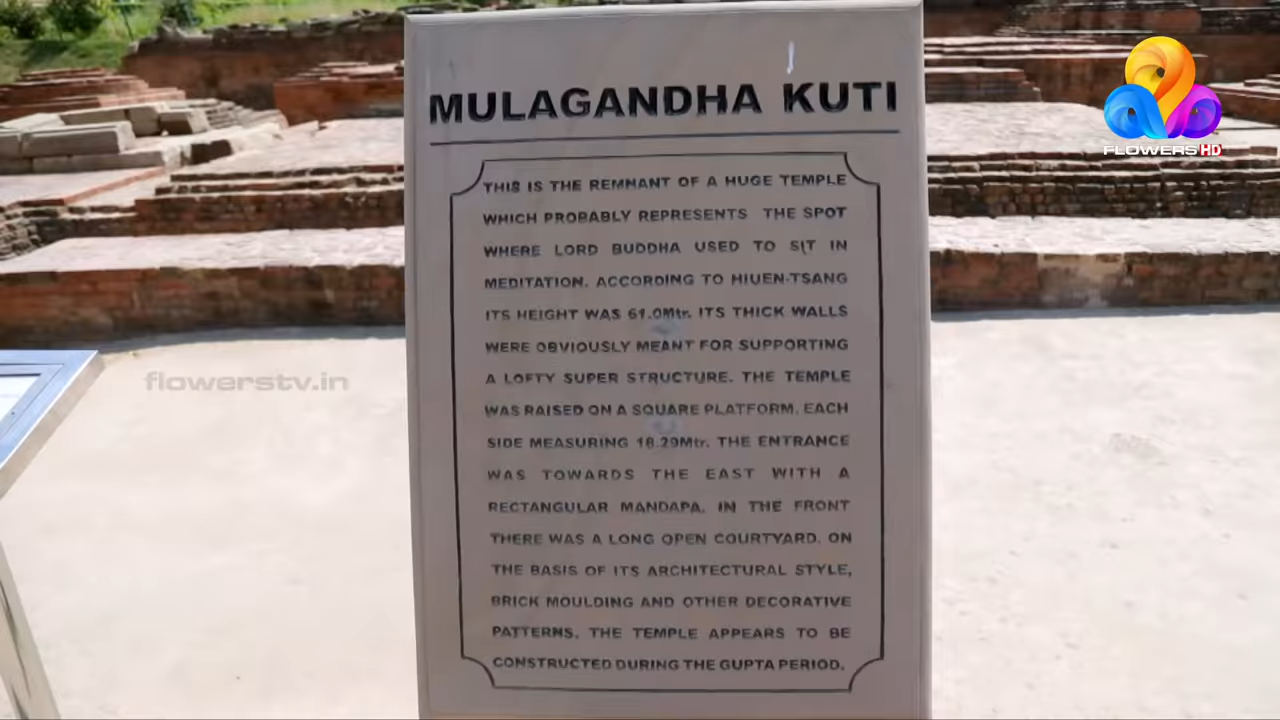 MULAGANDHA KUTI
THIS IS THE REMNANT OF A HUGE TEMPLE
WHICH PROBABLY REPRESENTS THE SPOT
WHERE LORD BUDDHA USED TO SIT IN
MEDITATION. ACCORDING TO HIUEN-TSANG
ITS HEIGHT WAS 61.0Mtr. ITS THICK WALLS
WERE OBVIOUSLY MEANT FOR SUPPORTING
A LOFTY SUPER STRUCTURE. THE TEMPLE
WAS RAISED ON A SQUARE PLATFORM. EACH
SIDE MEASURING 18.29Mtr. THE ENTRANCE
WAS TOWARDS THE EAST WITH A
RECTANGULAR MANDAPA. IN THE FRONT
THERE WAS A LONG OPEN COURTYARD. ON
THE BASIS OF ITS ARCHITECTURAL STYLE,
BRICK MOULDING AND OTHER DECORATIVE
PATTERNS. THE TEMPLE APPEARS TO BE
CONSTRUCTED DURING THE GUPTA PERIOD.
FLOWERS HD
flowerstv.in